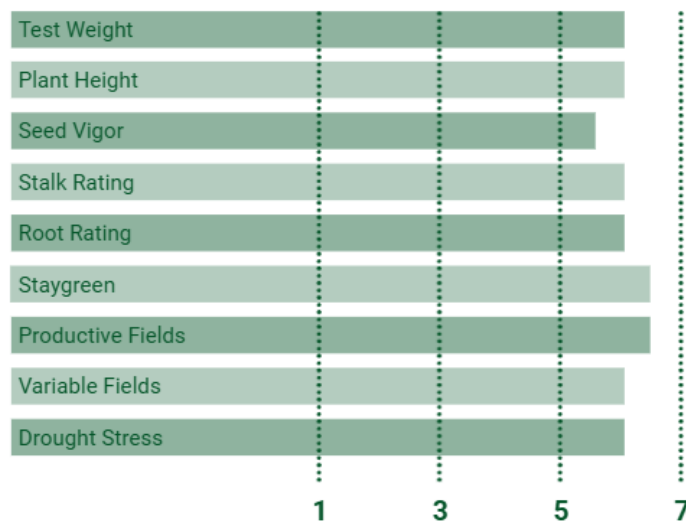 Test Weight
Plant Height
Seed Vigor
Stalk Rating
Root Rating
Staygreen
Productive Fields
Variable Fields
Drought Stress
1 3 5 7